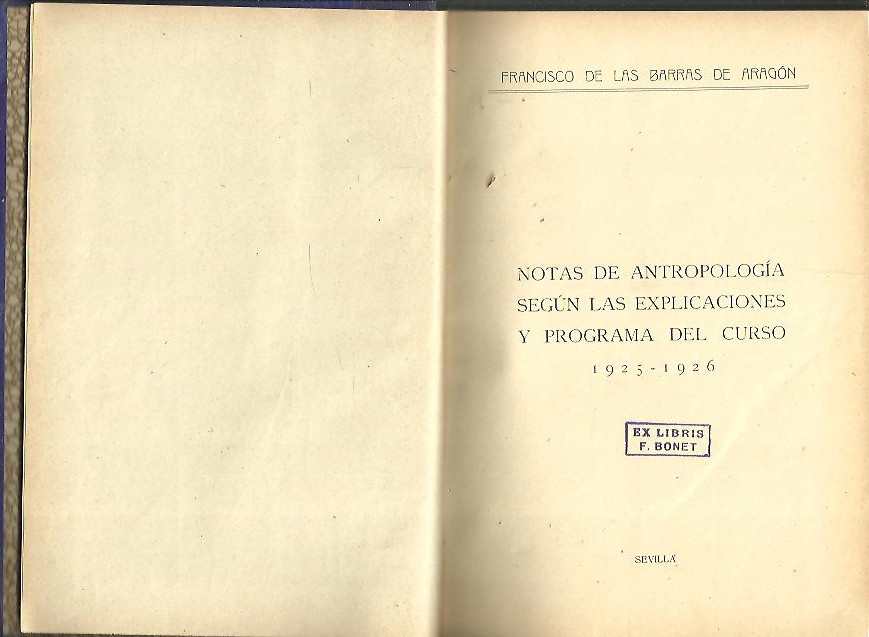 FRANCISCO DE LAS BARRAS DE ARAGÓN
NOTAS DE ANTROPOLOGÍA
SEGÚN LAS EXPLICACIONES
Y PROGRAMA DEL CURSO
1925-1926
EX LIBRIS
F. BONET
SEVILLA